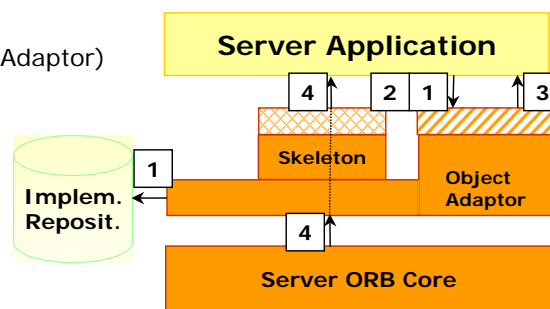 Server Application
Adaptor)
4
2
1
3
Skeleton
1
Implem.
Reposit.
Object
Adaptor
4
Server ORB Core